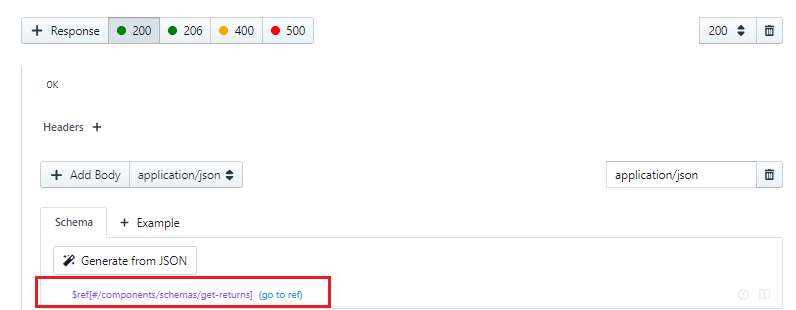 Response 200 206 400 500 200
OK
Headers
Add Body application/json application/json
Schema Example
Generate from JSON
$ref[#/components/schemas/get-returns] (go to ref)